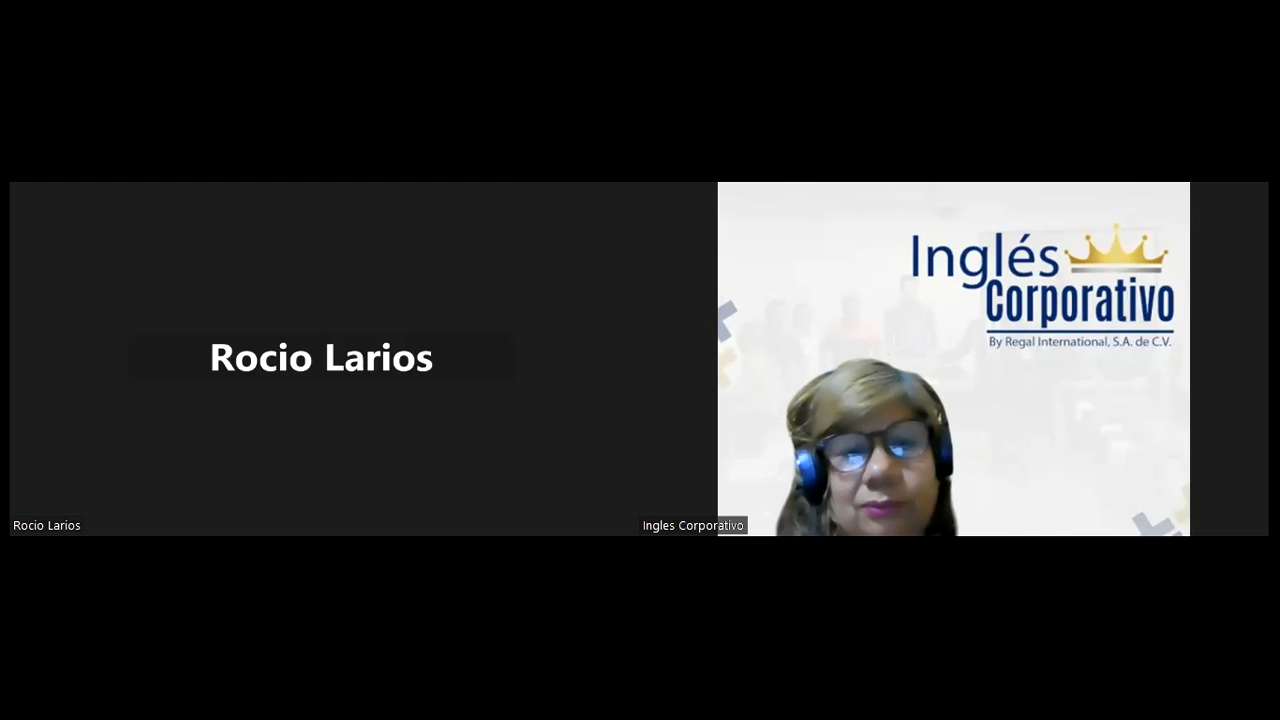 Rocio Larios
Rocio Larios
Ingles Corporativo
Inglés
Corporativo
By Regal International, S.A. de C.V.